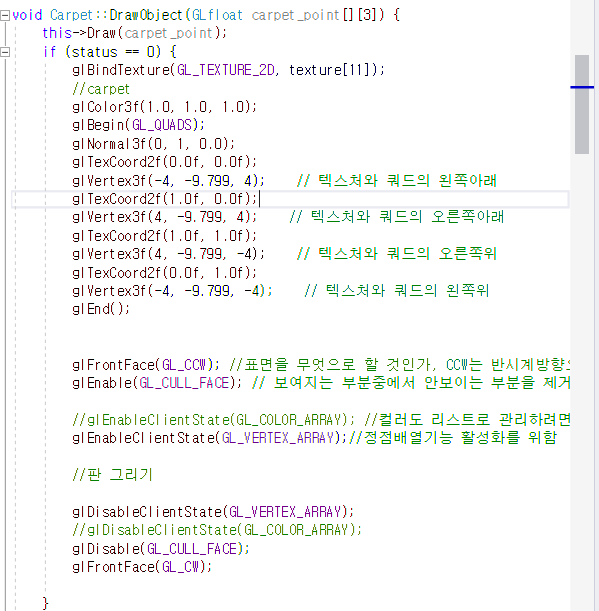 void Carpet::DrawObject(GLfloat carpet_point[][3]) {
this->Draw(carpet_point);
if (status == 0) {
glBindTexture(GL_TEXTURE_2D, texture[11]);
//carpet
glColor3f(1.0, 1.0, 1.0);
glBegin(GL_QUADS);
glNormal3f(0, 1, 0.0);
glTexCoord2f(0.0f, 0.0f);
glVertex3f(-4, -9.799, 4); // 텍스처와 쿼드의 왼쪽아래
glTexCoord2f(1.0f, 0.0f);
glVertex3f(4, -9.799, 4); // 텍스처와 쿼드의 오른쪽아래
glTexCoord2f(1.0f, 1.0f);
glVertex3f(4, -9.799, -4); // 텍스처와 쿼드의 오른쪽위
glTexCoord2f(0.0f, 1.0f);
glVertex3f(-4, -9.799, -4); // 텍스처와 쿼드의 왼쪽위
glEnd();
glFrontFace(GL_CCW); //표면을 무엇으로 할 것인가, CCW는 반시계방향으
glEnable(GL_CULL_FACE); // 보여지는 부분중에서 안보이는 부분을 제거
//glEnableClientState(GL_COLOR_ARRAY); //컬러도 리스트로 관리하려면
glEnableClientState(GL_VERTEX_ARRAY);//정점배열기능 활성화를 위함
//판 그리기
glDisableClientState(GL_VERTEX_ARRAY);
//glDisableClientState(GL_COLOR_ARRAY);
glDisable(GL_CULL_FACE);
glFrontFace(GL_CW);
}